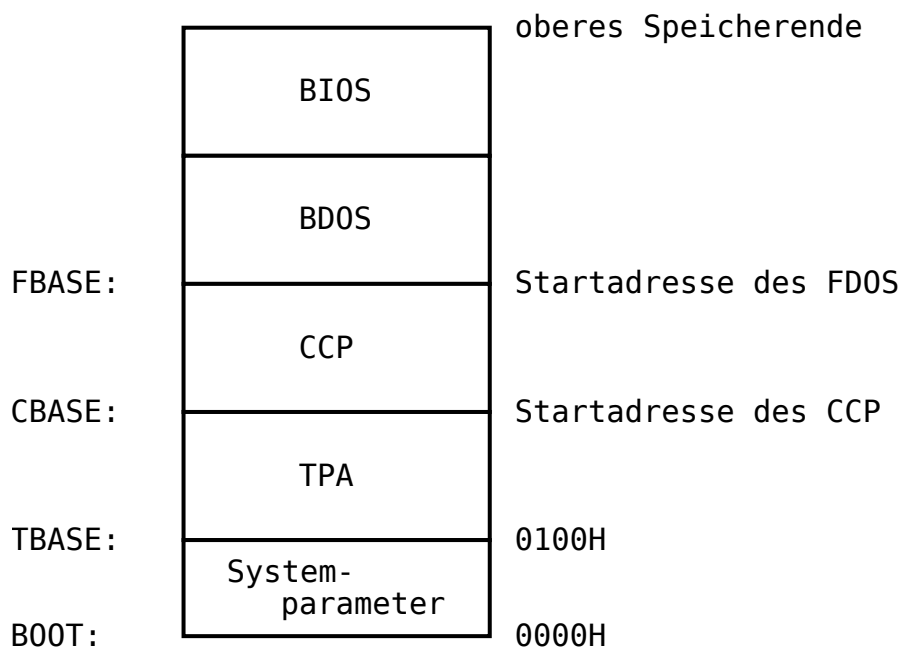 oberes Speicherende
BIOS
BDOS
FBASE: Startadresse des FDOS
CCP
CBASE: Startadresse des CCP
TPA
TBASE: 0100H
System-
parameter
BOOT: 0000H